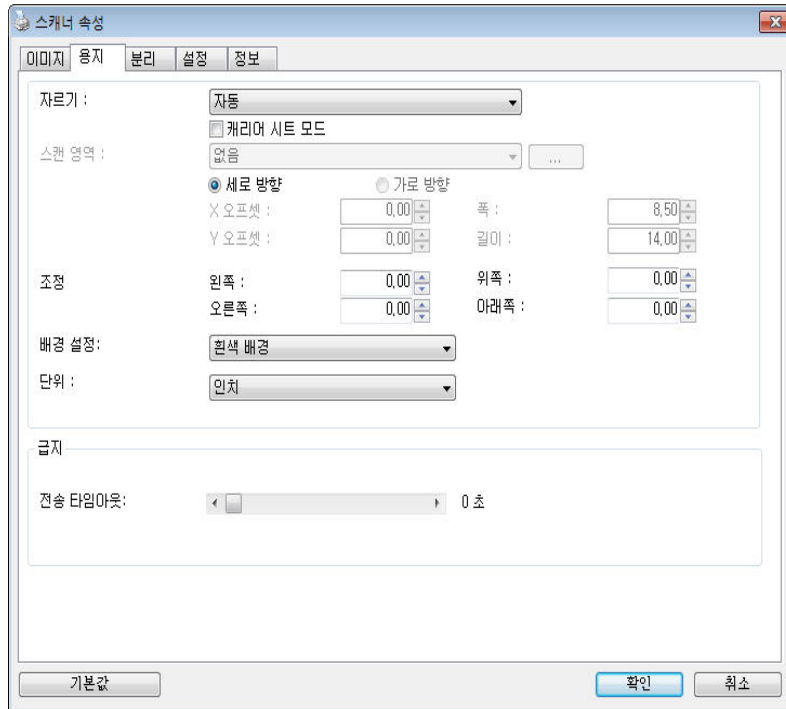 스캐너 속성
이미지 용지 분리 설정 정보
자르기 : 자동
캐리어 시트 모드
스캔 영역 : 없음 ...
세로 방향 가로 방향
X 오프셋 : 0,00 폭 : 8,50
Y 오프셋 : 0,00 길이 : 14,00
조정 왼쪽 : 0,00 위쪽 : 0,00
오른쪽 : 0,00 아래쪽 : 0,00
배경 설정: 흰색 배경
단위 : 인치
급지
전송 타임아웃: 0 초
기본값 확인 취소